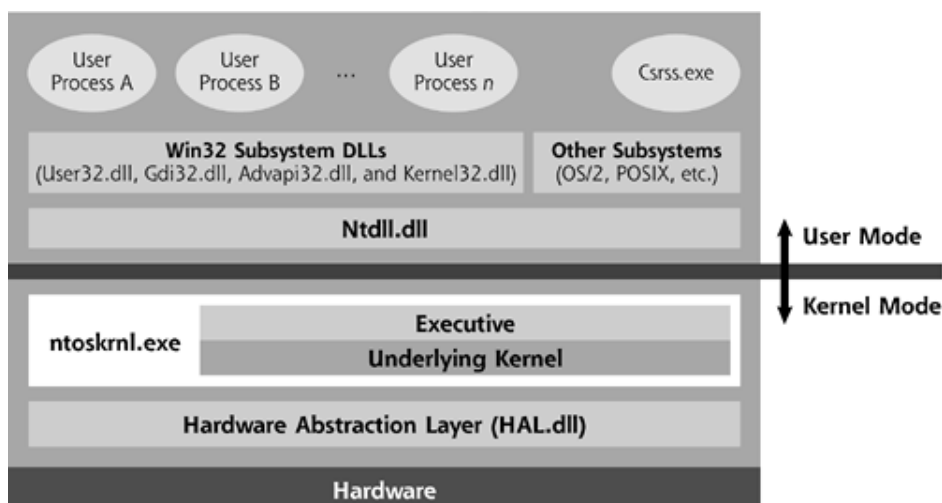 User
Process A
User
Process B
...
User
Process n
Csrss.exe
Win32 Subsystem DLLs
(User32.dll, Gdi32.dll, Advapi32.dll, and Kernel32.dll)
Other Subsystems
(OS/2, POSIX, etc.)
Ntdll.dll
User Mode
Kernel Mode
ntoskrnl.exe
Executive
Underlying Kernel
Hardware Abstraction Layer (HAL.dll)
Hardware